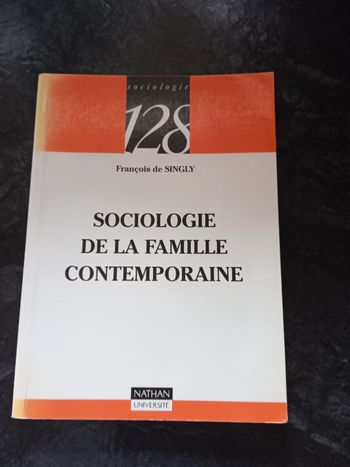 sociologie
128
François de SINGLY
SOCIOLOGIE
DE LA FAMILLE
CONTEMPORAINE
NATHAN
UNIVERSITÉ